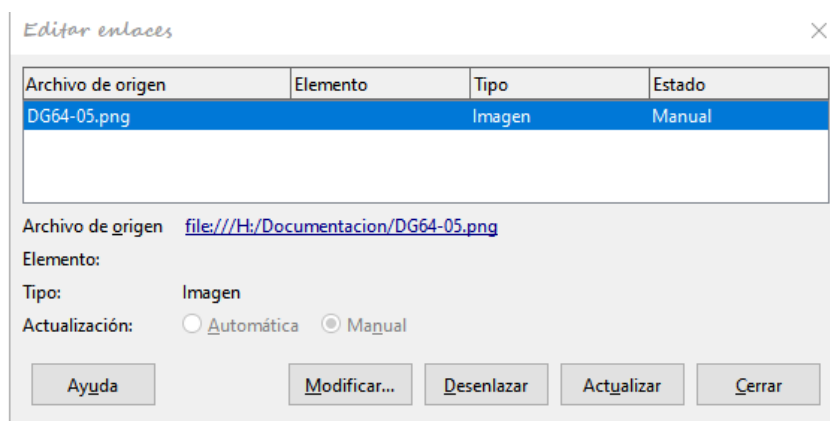 Editar enlaces
Archivo de origen Elemento Tipo Estado
DG64-05.png Imagen Manual
Archivo de origen file:///H:/Documentacion/DG64-05.png
Elemento:
Tipo: Imagen
Actualización: Automática Manual
Ayuda Modificar... Desenlazar Actualizar Cerrar